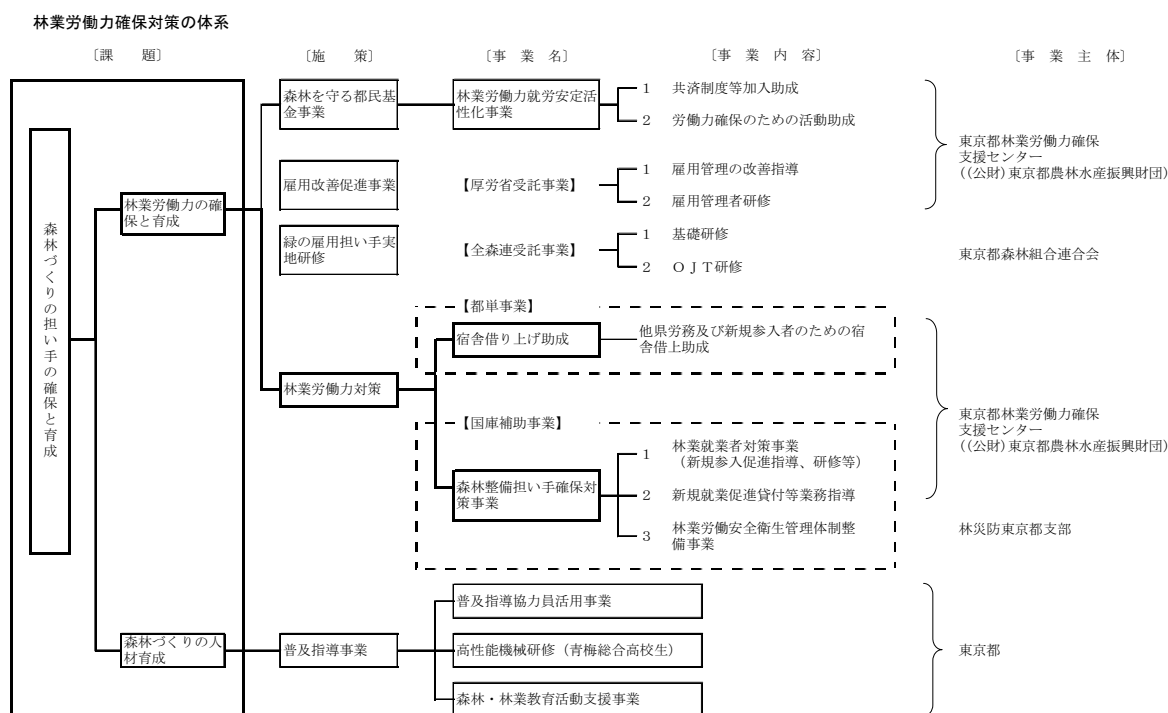 林業労働力確保対策の体系
〔課　題〕
〔施　策〕
〔事　業　名〕
〔事　業　内　容〕
〔事　業　主　体〕
森林づくりの担い手の確保と育成
林業労働力の確
保と育成
森林を守る都民基
金事業
林業労働力就労安定活
性化事業
1　共済制度等加入助成
2　労働力確保のための活動助成
雇用改善促進事業
【厚労省受託事業】
1　雇用管理の改善指導
2　雇用管理者研修
東京都林業労働力確保
支援センター
((公財)東京都農林水産振興財団)
緑の雇用担い手実
地研修
【全森連受託事業】
1　基礎研修
2　ＯＪＴ研修
東京都森林組合連合会
林業労働力対策
【都単事業】
宿舎借り上げ助成
他県労務及び新規参入者のための宿
舎借上助成
【国庫補助事業】
森林整備担い手確保対
策事業
1　林業就業者対策事業
（新規参入促進指導、研修等）
2　新規就業促進貸付等業務指導
3　林業労働安全衛生管理体制整
備事業
東京都林業労働力確保
支援センター
((公財)東京都農林水産振興財団)
林災防東京都支部
森林づくりの人
材育成
普及指導事業
普及指導協力員活用事業
高性能機械研修（青梅総合高校生）
森林・林業教育活動支援事業
東京都